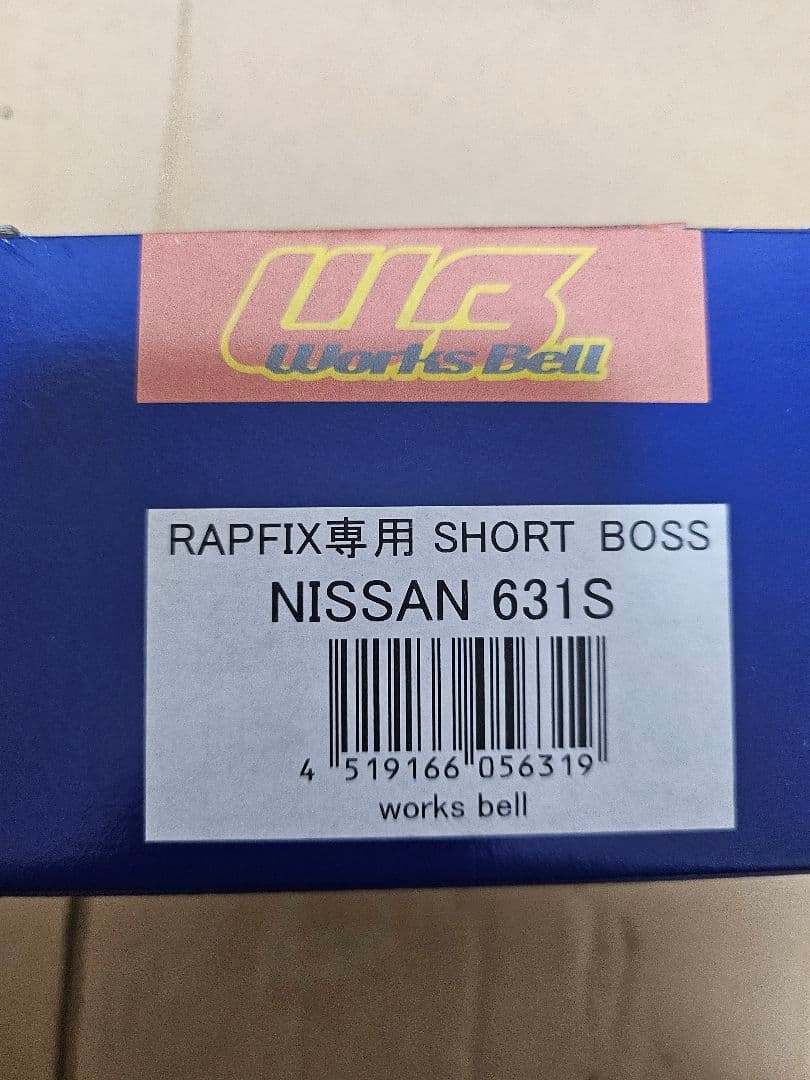 WB
Works Bell
RAPFIX専用 SHORT BOSS
NISSAN 631S
4 519166 056319
works bell